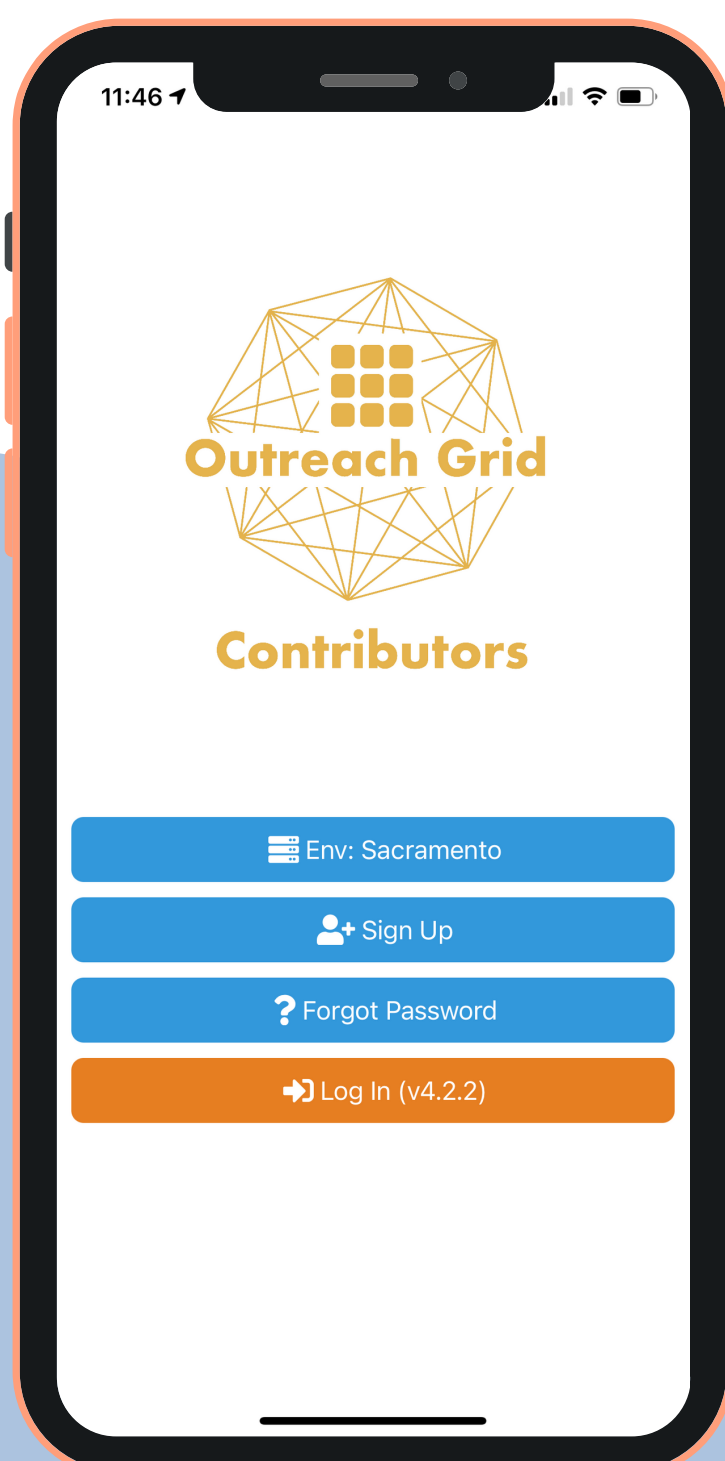 11:46
Outreach Grid
Contributors
Env: Sacramento
Sign Up
Forgot Password
Log In (v4.2.2)